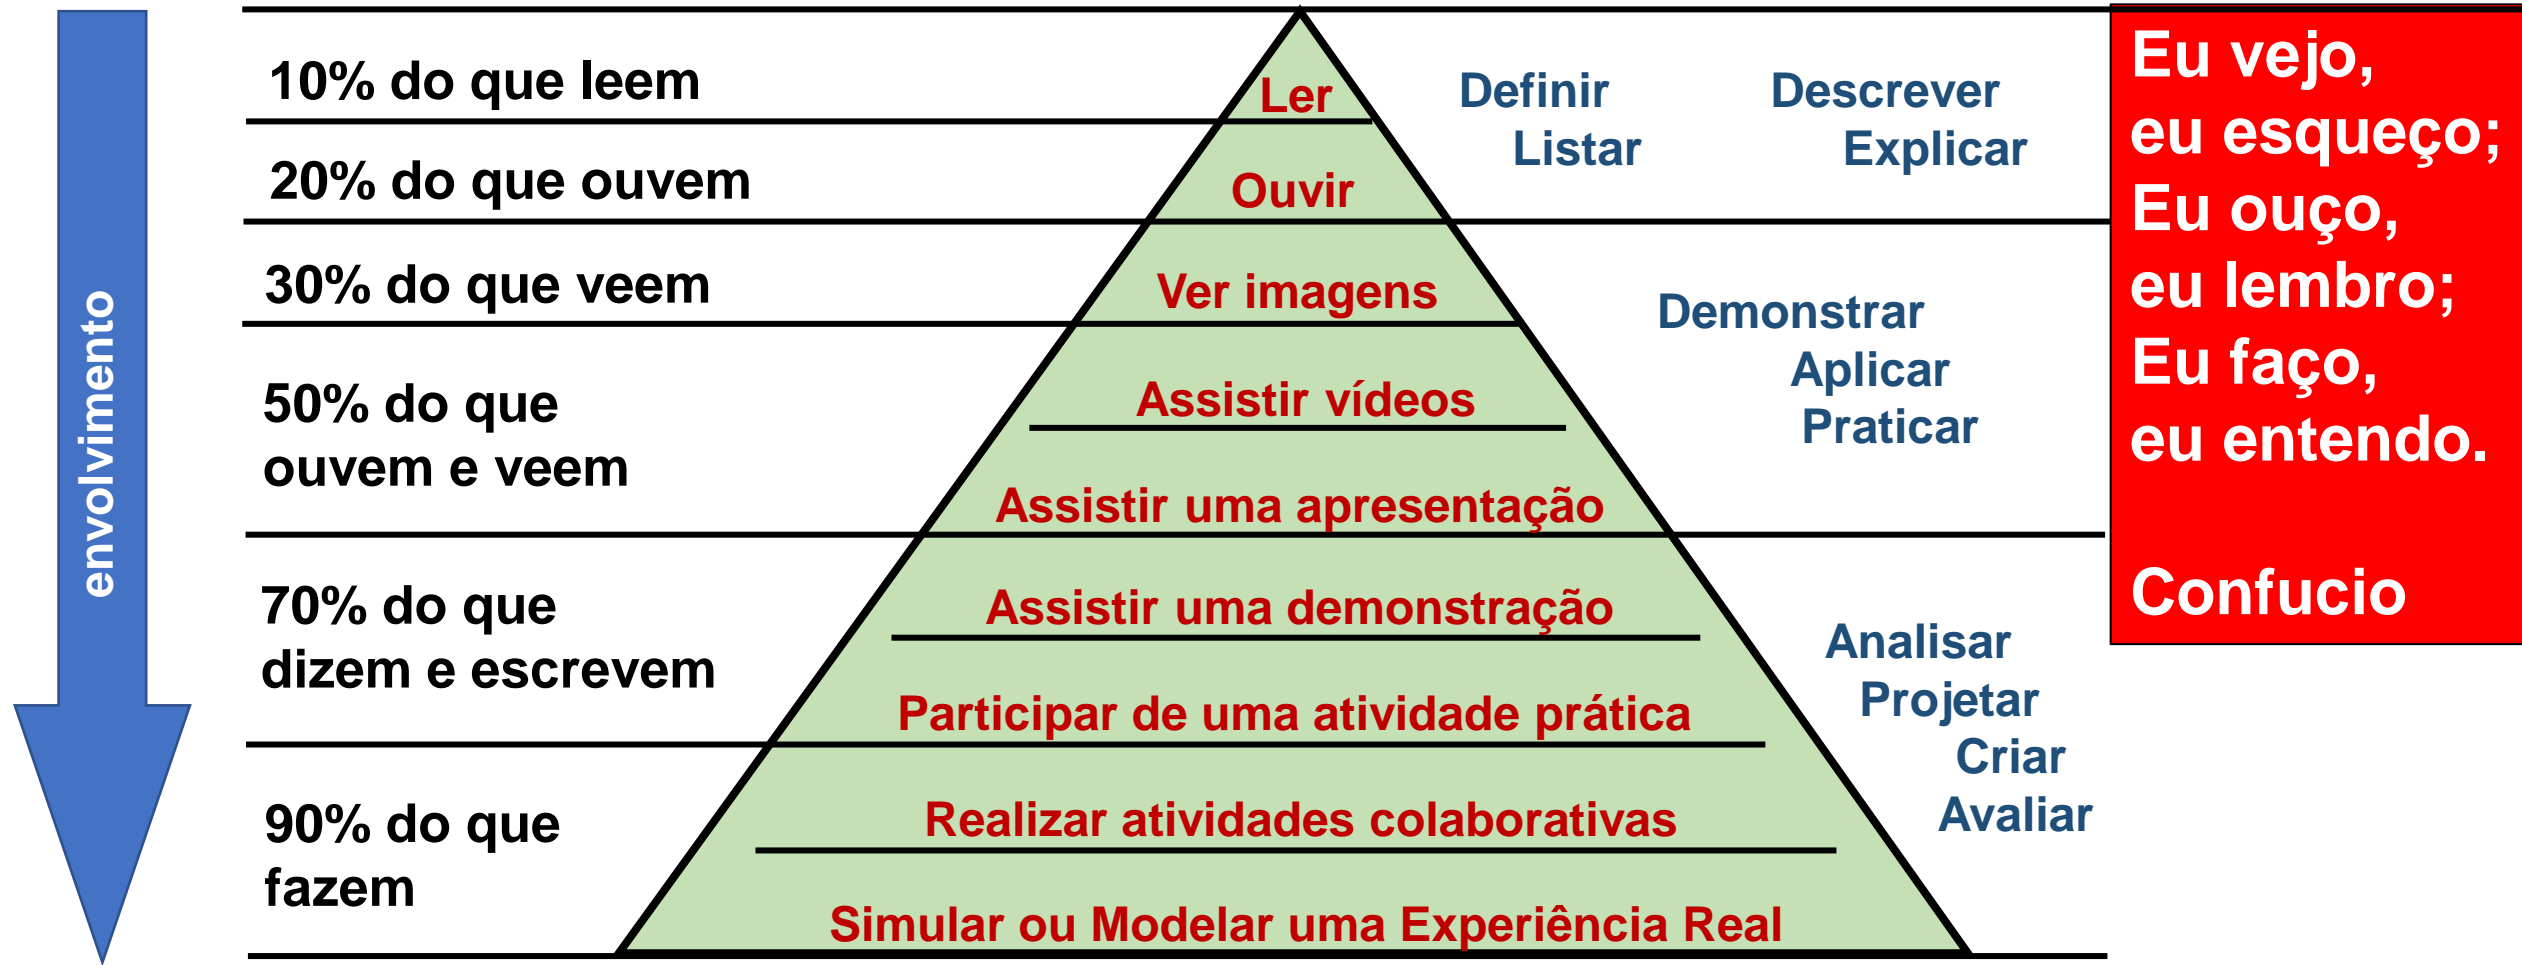 envolvimento
10% do que leem
20% do que ouvem
30% do que veem
50% do que
ouvem e veem
70% do que
dizem e escrevem
90% do que
fazem
Ler
Ouvir
Ver imagens
Assistir vídeos
Assistir uma apresentação
Assistir uma demonstração
Participar de uma atividade prática
Realizar atividades colaborativas
Simular ou Modelar uma Experiência Real
Definir
Listar
Descrever
Explicar
Demonstrar
Aplicar
Praticar
Analisar
Projetar
Criar
Avaliar
Eu vejo,
eu esqueço;
Eu ouço,
eu lembro;
Eu faço,
eu entendo.
Confucio